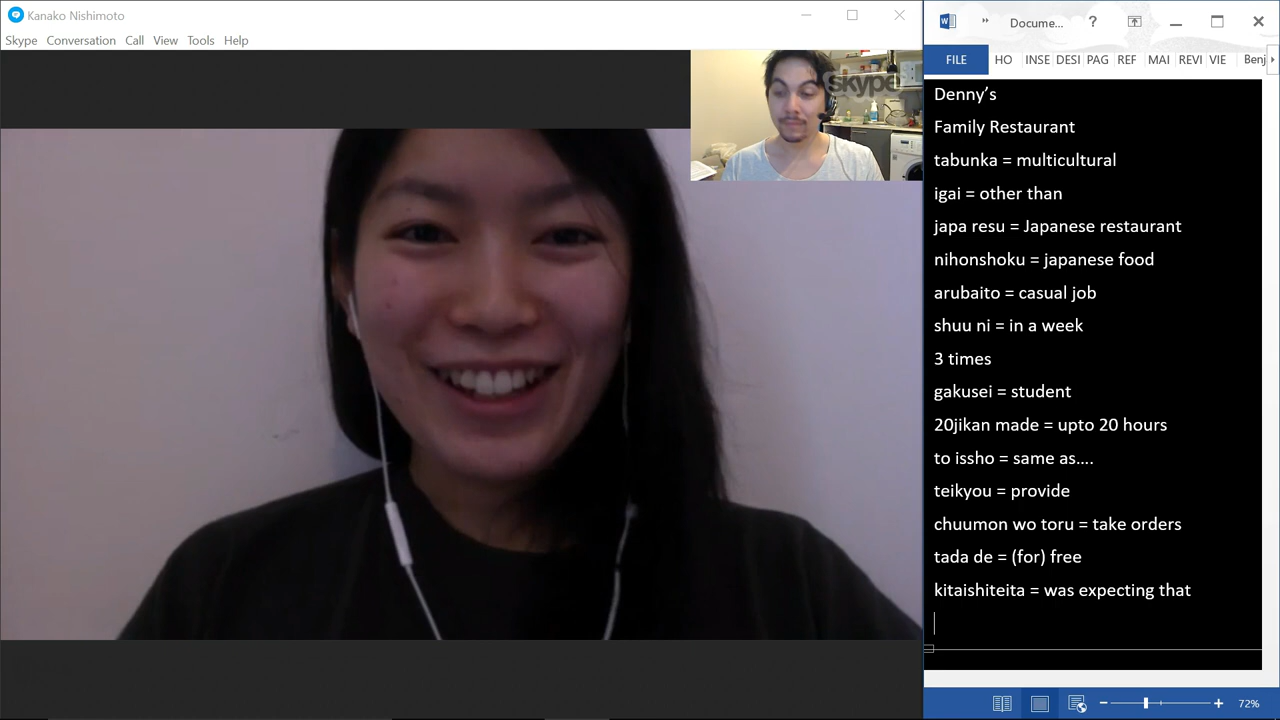 Kanako Nishimoto
Skype Conversation Call View Tools Help
skype
Docume... ?
FILE HO INSE DESI PAG REF MAI REVI VIE Benj
Denny’s
Family Restaurant
tabunka = multicultural
igai = other than
japa resu = Japanese restaurant
nihonshoku = japanese food
arubaito = casual job
shuu ni = in a week
3 times
gakusei = student
20jikan made = upto 20 hours
to issho = same as....
teikyou = provide
chuumon wo toru = take orders
tada de = (for) free
kitaishiteita = was expecting that
72%